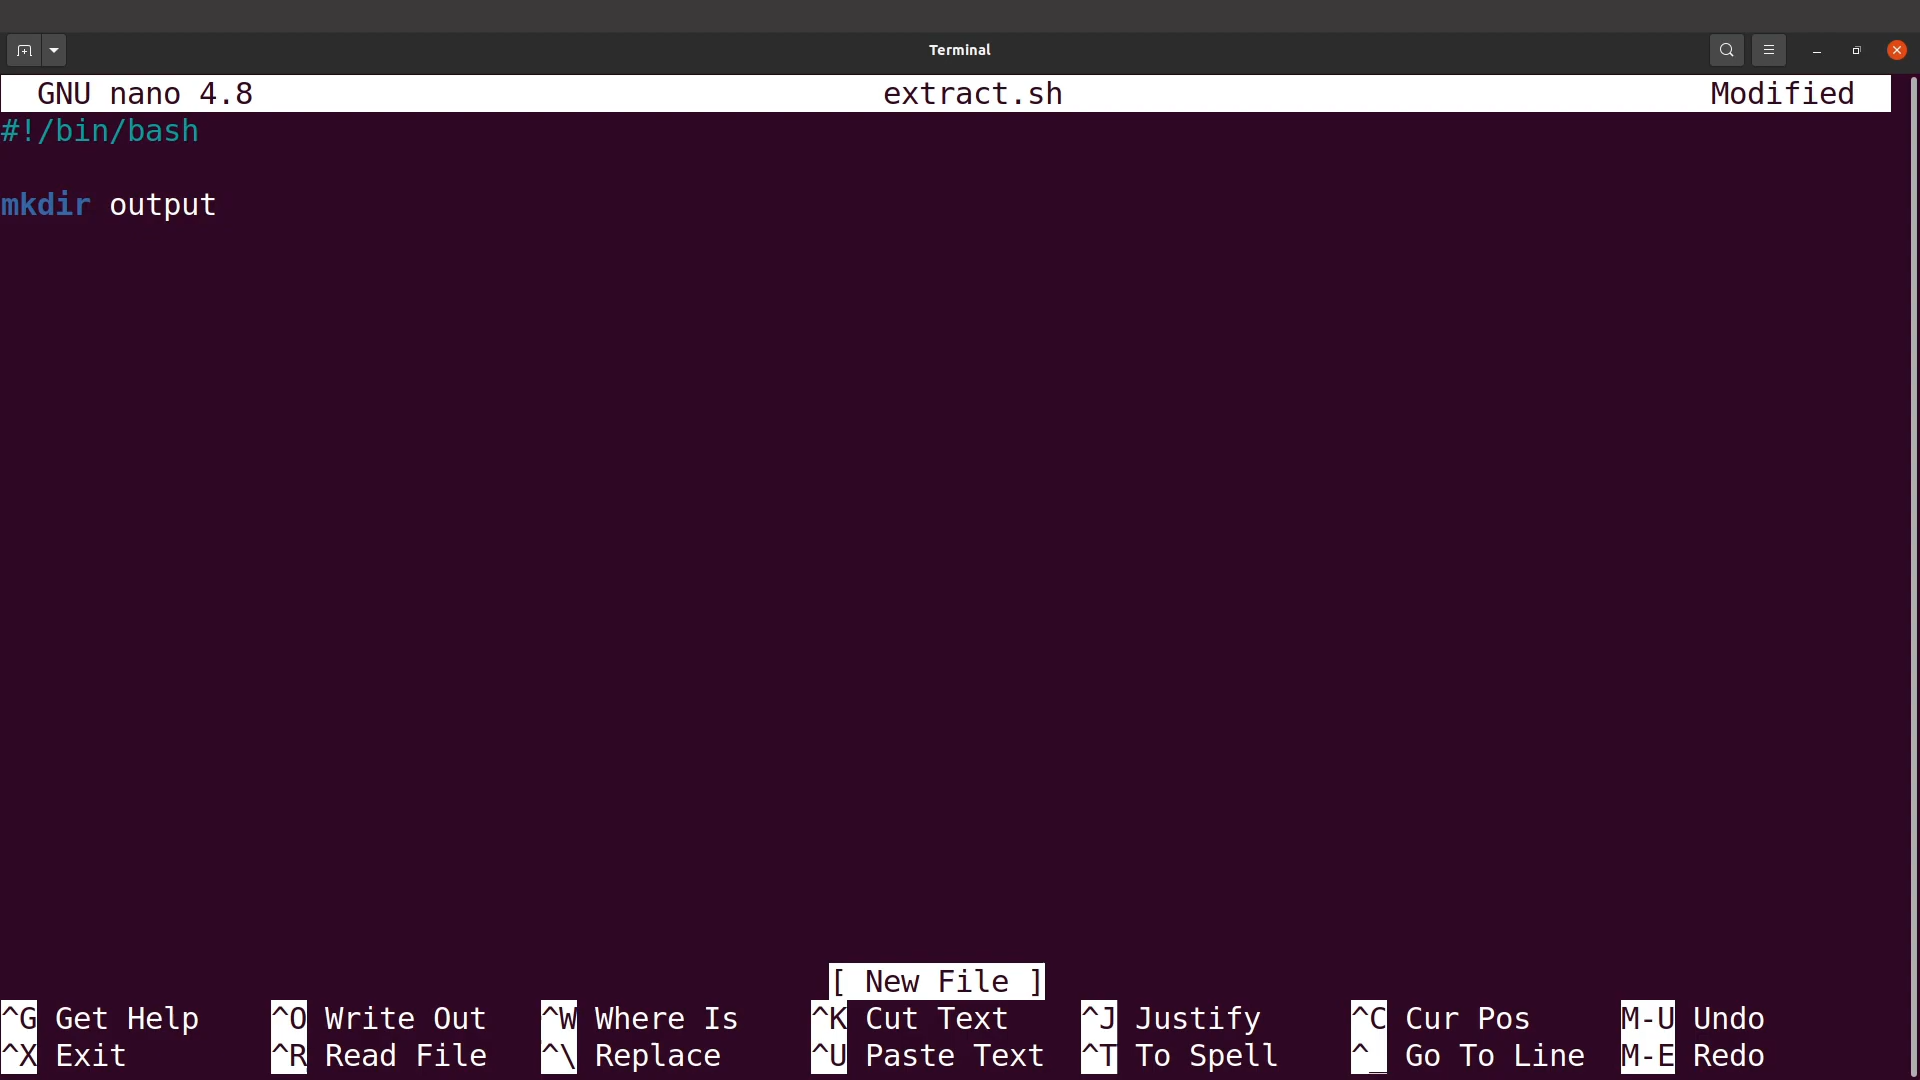 Terminal
GNU nano 4.8 extract.sh Modified
#!/bin/bash
mkdir output
[ New File ]
^G Get Help ^O Write Out ^W Where Is ^K Cut Text ^J Justify ^C Cur Pos M-U Undo
^X Exit ^R Read File ^\ Replace ^U Paste Text ^T To Spell ^_ Go To Line M-E Redo